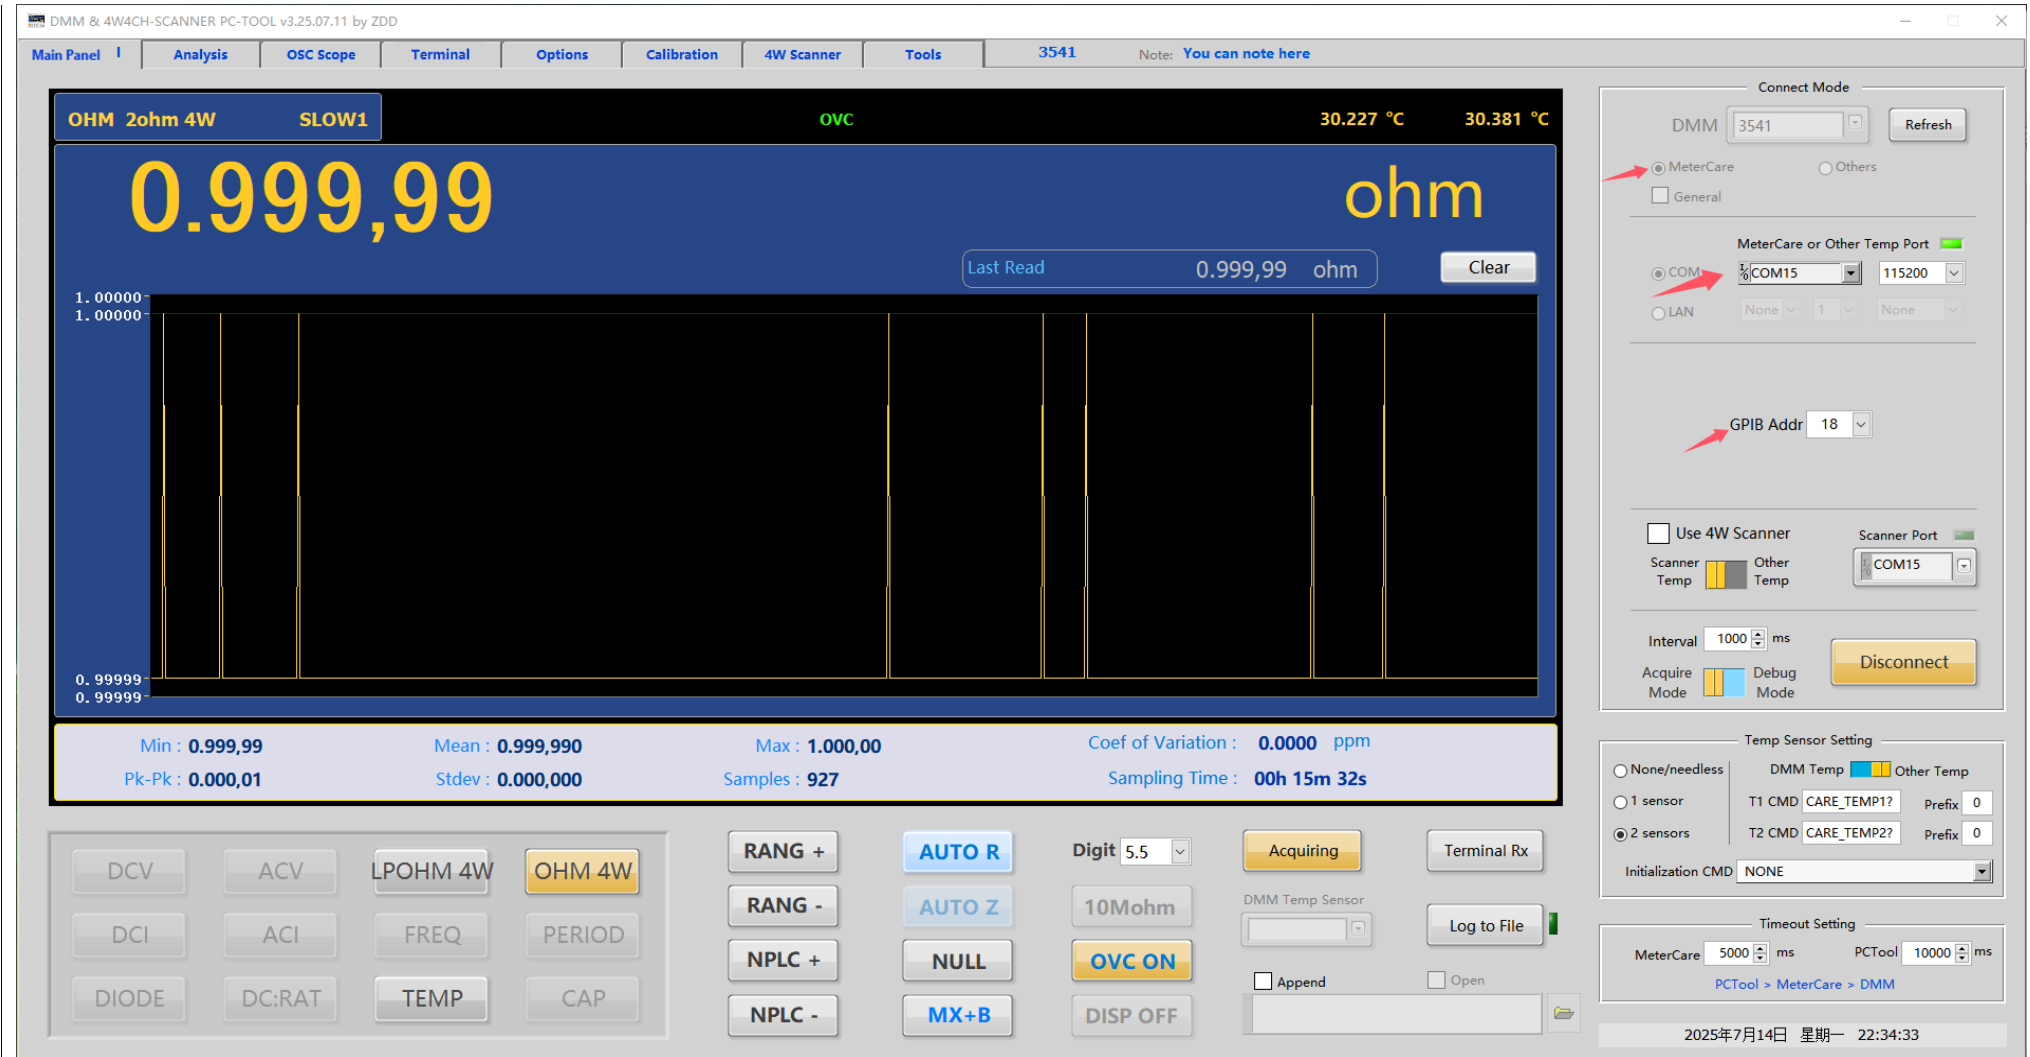 DMM & 4W4CH-SCANNER PC-TOOL v3.25.07.11 by ZDD
Main Panel Analysis OSC Scope Terminal Options Calibration 4W Scanner Tools 3541 Note: You can note here
OHM 2ohm 4W SLOW1 OVC 30.227 °C 30.381 °C
0.999,99 ohm
Last Read 0.999,99 ohm Clear
1.00000
1.00000
0.99999
0.99999
Min : 0.999,99 Mean : 0.999,990 Max : 1.000,00 Coef of Variation : 0.0000 ppm
Pk-Pk : 0.000,01 Stdev : 0.000,000 Samples : 927 Sampling Time : 00h 15m 32s
DCV ACV LPOHM 4W OHM 4W
DCI ACI FREQ PERIOD
DIODE DC:RAT TEMP CAP
RANG + AUTO R Digit 5.5 Acquiring Terminal Rx
RANG - AUTO Z 10Mohm DMM Temp Sensor Log to File
NPLC + NULL OVC ON Append Open
NPLC - MX+B DISP OFF
Connect Mode
DMM 3541 Refresh
MeterCare Others
General
MeterCare or Other Temp Port
COM COM15 115200
LAN None 1 None
GPIB Addr 18
Use 4W Scanner Scanner Port
Scanner Temp Other Temp COM15
Interval 1000 ms
Acquire Mode Debug Mode Disconnect
Temp Sensor Setting
None/needless DMM Temp Other Temp
1 sensor T1 CMD CARE_TEMP1? Prefix 0
2 sensors T2 CMD CARE_TEMP2? Prefix 0
Initialization CMD NONE
Timeout Setting
MeterCare 5000 ms PCTool 10000 ms
PCTool > MeterCare > DMM
2025年7月14日 星期一 22:34:33